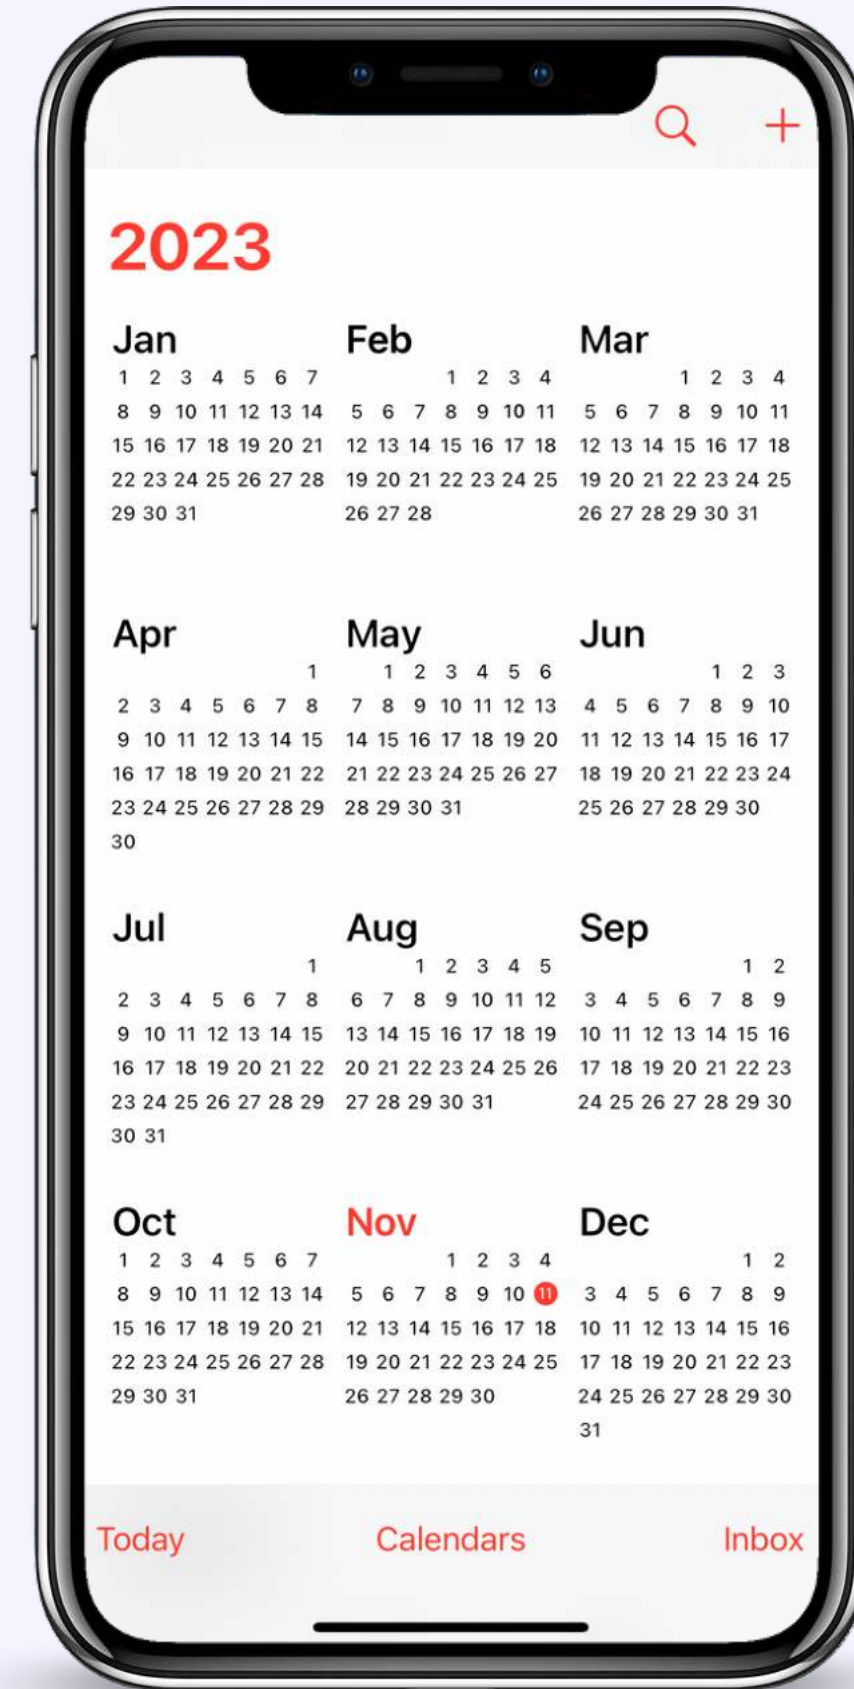 2023
Jan Feb Mar
1 2 3 4 5 6 7 1 2 3 4 1 2 3 4
8 9 10 11 12 13 14 5 6 7 8 9 10 11 5 6 7 8 9 10 11
15 16 17 18 19 20 21 12 13 14 15 16 17 18 12 13 14 15 16 17 18
22 23 24 25 26 27 28 19 20 21 22 23 24 25 19 20 21 22 23 24 25
29 30 31 26 27 28 26 27 28 29 30 31
Apr May Jun
1 1 2 3 4 5 6 1 2 3
2 3 4 5 6 7 8 7 8 9 10 11 12 13 4 5 6 7 8 9 10
9 10 11 12 13 14 15 14 15 16 17 18 19 20 11 12 13 14 15 16 17
16 17 18 19 20 21 22 21 22 23 24 25 26 27 18 19 20 21 22 23 24
23 24 25 26 27 28 29 28 29 30 31 25 26 27 28 29 30
30
Jul Aug Sep
1 1 2 3 4 5 1 2
2 3 4 5 6 7 8 6 7 8 9 10 11 12 3 4 5 6 7 8 9
9 10 11 12 13 14 15 13 14 15 16 17 18 19 10 11 12 13 14 15 16
16 17 18 19 20 21 22 20 21 22 23 24 25 26 17 18 19 20 21 22 23
23 24 25 26 27 28 29 27 28 29 30 31 24 25 26 27 28 29 30
30 31
Oct Nov Dec
1 2 3 4 5 6 7 1 2 3 4 1 2
8 9 10 11 12 13 14 5 6 7 8 9 10 11 3 4 5 6 7 8 9
15 16 17 18 19 20 21 12 13 14 15 16 17 18 10 11 12 13 14 15 16
22 23 24 25 26 27 28 19 20 21 22 23 24 25 17 18 19 20 21 22 23
29 30 31 26 27 28 29 30 24 25 26 27 28 29 30
31
Today Calendars Inbox